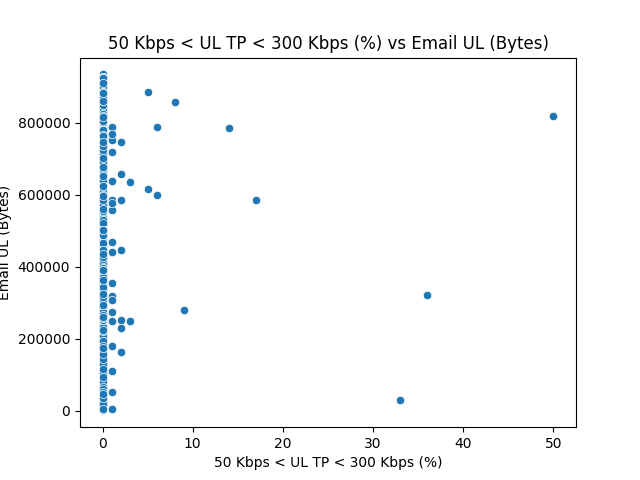 50 Kbps < UL TP < 300 Kbps (%) vs Email UL (Bytes)
Email UL (Bytes)
800000
600000
400000
200000
0
0 10 20 30 40 50
50 Kbps < UL TP < 300 Kbps (%)